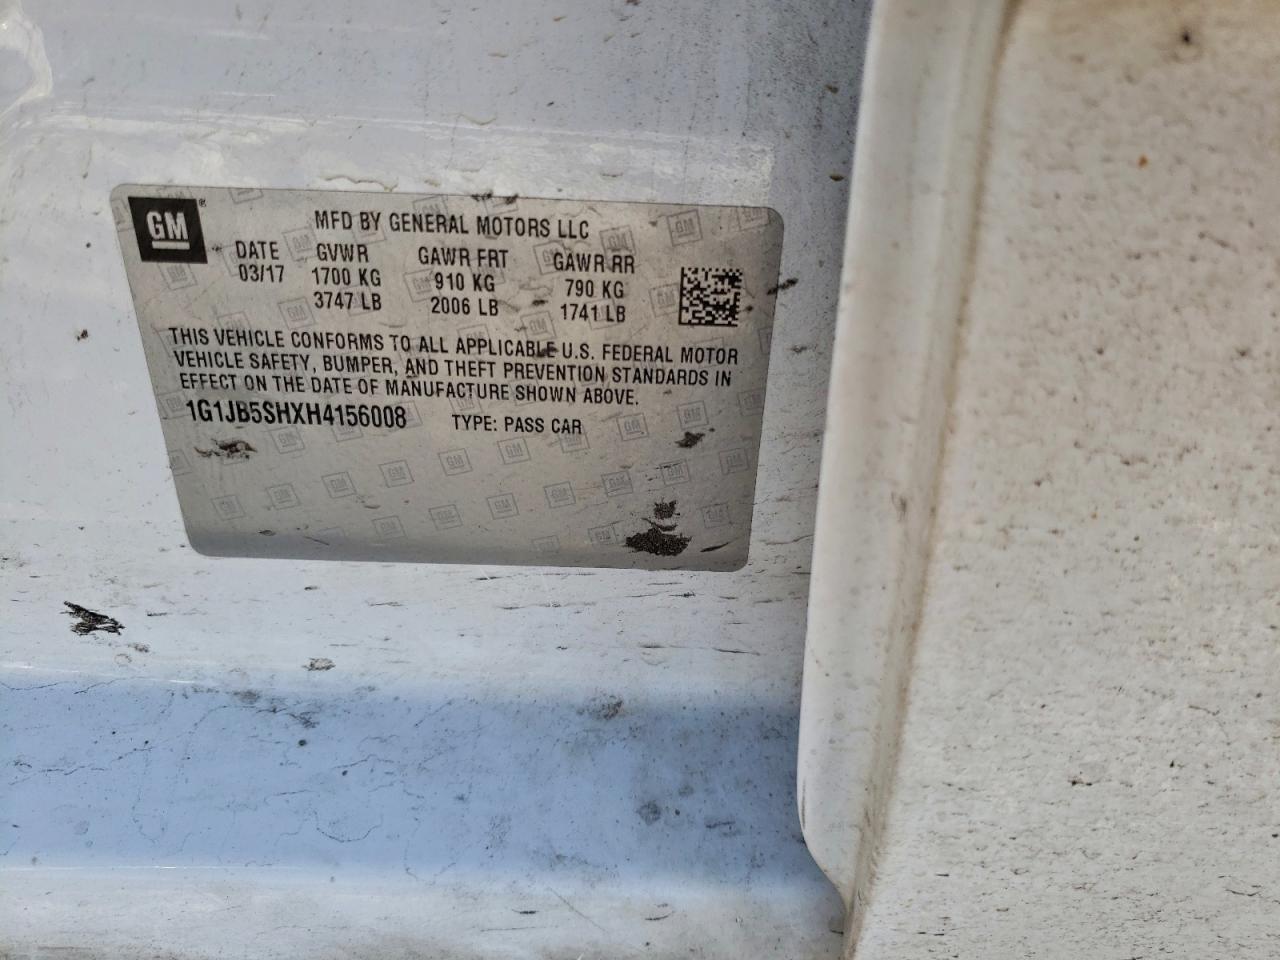 GM ®
MFD BY GENERAL MOTORS LLC
DATE GVWR GAWR FRT GAWR RR
03/17 1700 KG 910 KG 790 KG
3747 LB 2006 LB 1741 LB
THIS VEHICLE CONFORMS TO ALL APPLICABLE U.S. FEDERAL MOTOR
VEHICLE SAFETY, BUMPER, AND THEFT PREVENTION STANDARDS IN
EFFECT ON THE DATE OF MANUFACTURE SHOWN ABOVE.
1G1JB5SHXH4156008 TYPE: PASS CAR